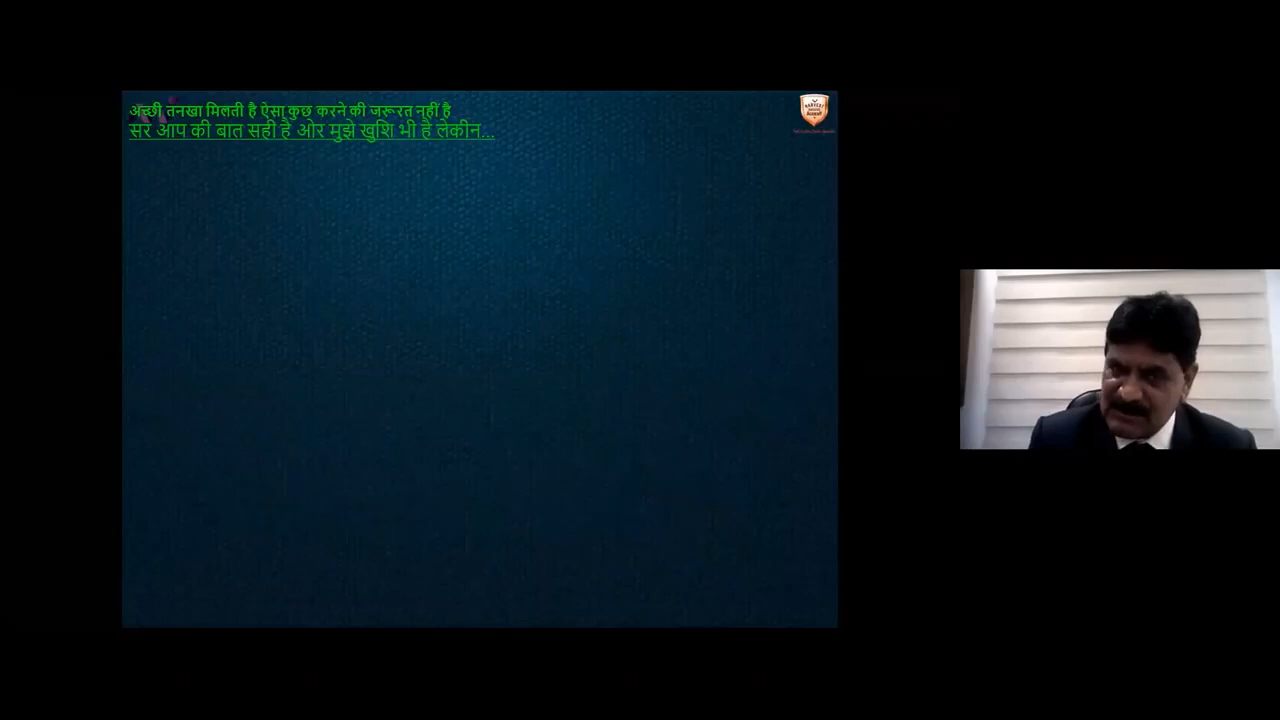 अच्छी तनखा मिलती है ऐसा कुछ करने की जरूरत नहीं है
सर आप की बात सही है ओर मुझे खुशि भी है लेकीन...